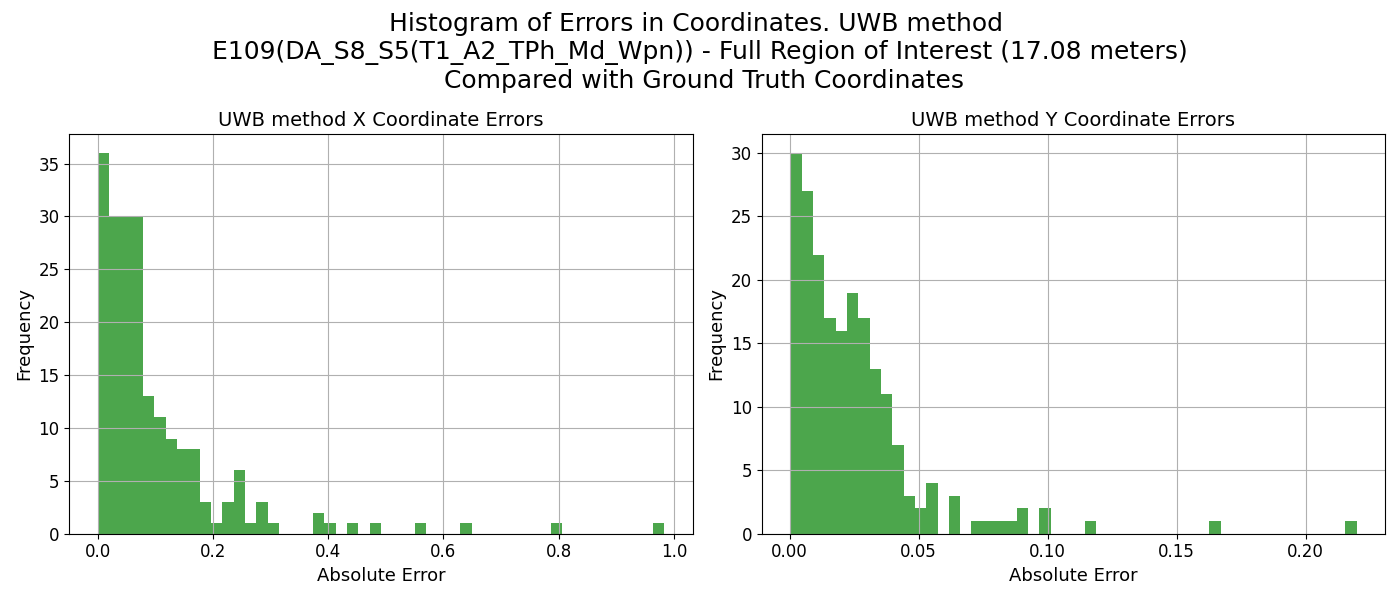 Histogram of Errors in Coordinates. UWB method
E109(DA_S8_S5(T1_A2_TPh_Md_Wpn)) - Full Region of Interest (17.08 meters)
Compared with Ground Truth Coordinates
UWB method X Coordinate Errors
Frequency
35
30
25
20
15
10
5
0
0.0 0.2 0.4 0.6 0.8 1.0
Absolute Error
UWB method Y Coordinate Errors
Frequency
30
25
20
15
10
5
0
0.00 0.05 0.10 0.15 0.20
Absolute Error